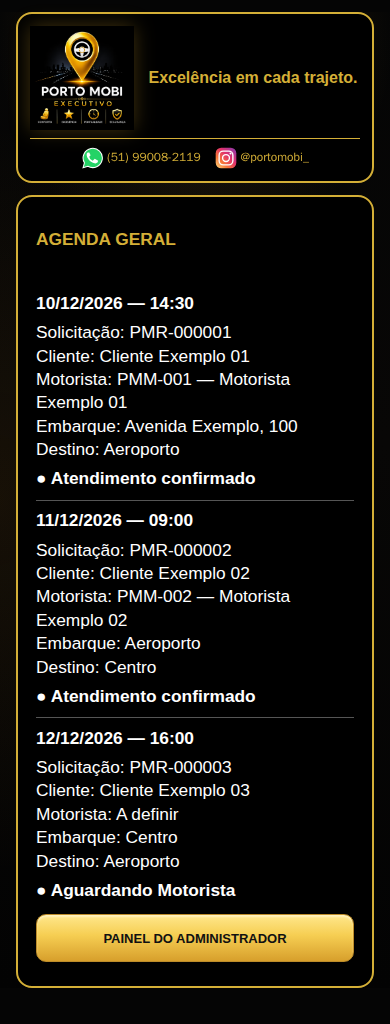 PORTO MOBI
EXECUTIVO
Excelência em cada trajeto.
(51) 99008-2119 @portomobi_
AGENDA GERAL
10/12/2026 — 14:30
Solicitação: PMR-000001
Cliente: Cliente Exemplo 01
Motorista: PMM-001 — Motorista
Exemplo 01
Embarque: Avenida Exemplo, 100
Destino: Aeroporto
● Atendimento confirmado
11/12/2026 — 09:00
Solicitação: PMR-000002
Cliente: Cliente Exemplo 02
Motorista: PMM-002 — Motorista
Exemplo 02
Embarque: Aeroporto
Destino: Centro
● Atendimento confirmado
12/12/2026 — 16:00
Solicitação: PMR-000003
Cliente: Cliente Exemplo 03
Motorista: A definir
Embarque: Centro
Destino: Aeroporto
● Aguardando Motorista
PAINEL DO ADMINISTRADOR